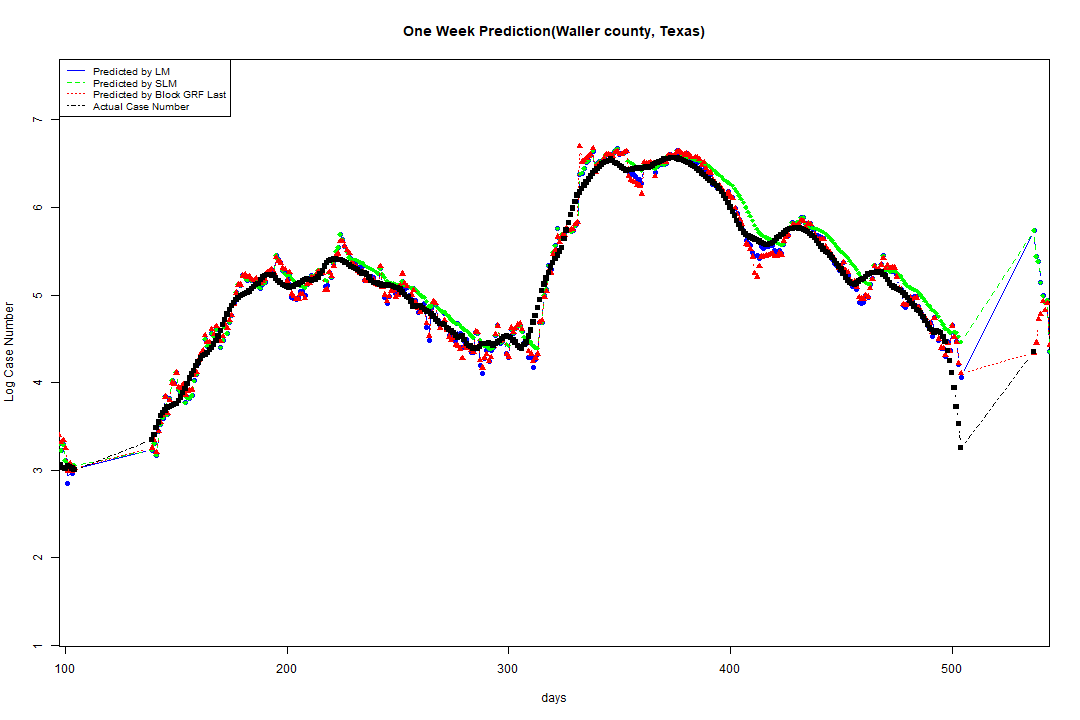 One Week Prediction(Waller county, Texas)
Predicted by LM
Predicted by SLM
Predicted by Block GRF Last
Actual Case Number
7
6
5
4
3
2
1
Log Case Number
100 200 300 400 500
days